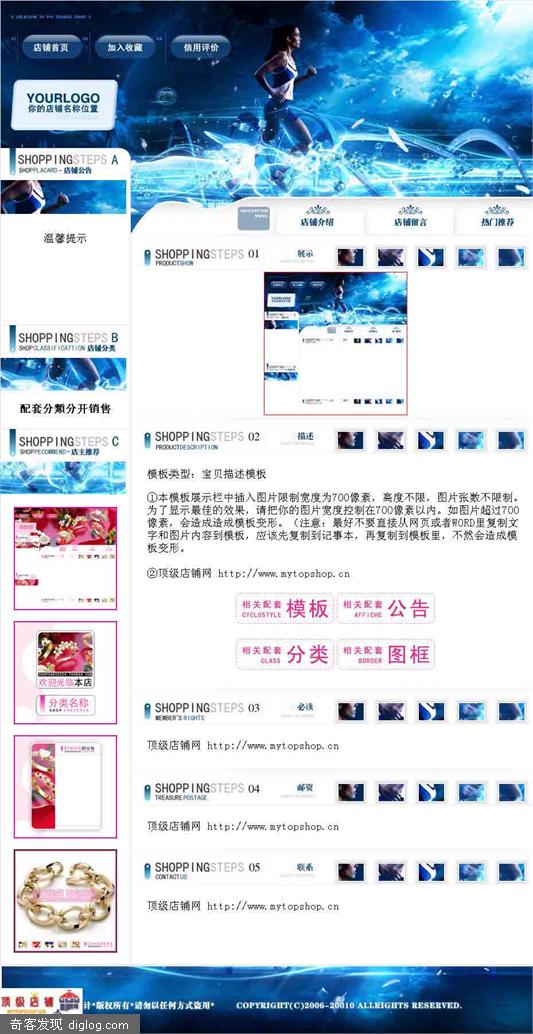 WELECOME TO MY TAOBAO SHOP
店铺首页
加入收藏
信用评价
YOURLOGO
你的店铺名称位置
SHOPPINGSTEPS A
SHOPPLACARD-店铺公告
温馨提示
SHOPPINGSTEPS B
SHOPCLASSIFICATTION 店铺分类
配套分類分开销售
SHOPPINGSTEPS C
SHOPPECOMMEND-店主推荐
欢迎光临本店
分类名称
INNOVATION
MENU
店铺介绍
店铺留言
热门推荐
SHOPPINGSTEPS 01 展示
PRODUCTSHOW
SHOPPINGSTEPS 02 描述
PRODUCTDESCRIPTION
模板类型: 宝贝描述模板
①本模板展示栏中插入图片限制宽度为700像素，高度不限，图片张数不限制。
为了显示最佳的效果，请把你的图片宽度控制在700像素以内。如图片超过700
像素，会造成造成模板变形。(注意: 最好不要直接从网页或者WORD里复制文
字和图片内容到模板，应该先复制到记事本，再复制到模板里，不然会造成模
板变形。
②顶级店铺网 http://www.mytopshop.cn
相关配套 模板
CYCLOSTYLE
相关配套 公告
AFFICHE
相关配套 分类
CLASS
相关配套 图框
BORDER
SHOPPINGSTEPS 03 必读
MEMBER'S RIGHTS
顶级店铺网 http://www.mytopshop.cn
SHOPPINGSTEPS 04 邮资
TREASURE POSTAGE
顶级店铺网 http://www.mytopshop.cn
SHOPPINGSTEPS 05 联系
CONTACT US
顶级店铺网 http://www.mytopshop.cn
顶级店铺
计*版权所有*请勿以任何方式盗用*
COPYRIGHT(C)2006-20010 ALLRIGHTS RESERVED.
奇客发现 diglog.com